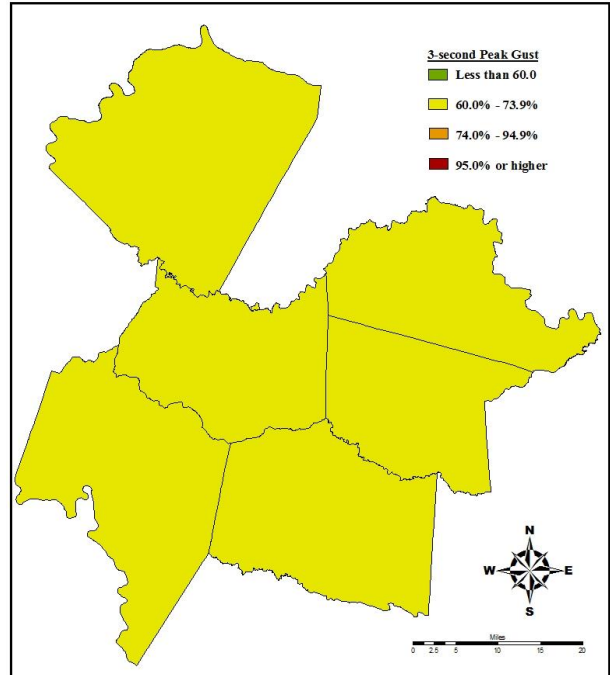 3-second Peak Gust
Less than 60.0
60.0% - 73.9%
74.0% - 94.9%
95.0% or higher
N
W E
S
Miles
0 2.5 5 10 15 20